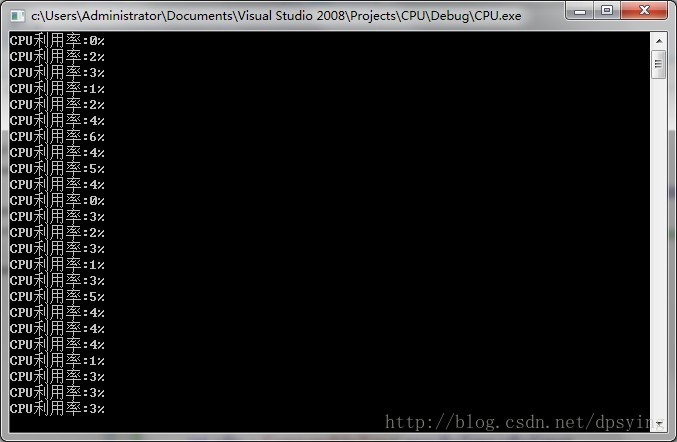 c:\Users\Administrator\Documents\Visual Studio 2008\Projects\CPU\Debug\CPU.exe
CPU利用率:0%
CPU利用率:2%
CPU利用率:3%
CPU利用率:1%
CPU利用率:2%
CPU利用率:4%
CPU利用率:6%
CPU利用率:4%
CPU利用率:5%
CPU利用率:4%
CPU利用率:0%
CPU利用率:3%
CPU利用率:2%
CPU利用率:3%
CPU利用率:1%
CPU利用率:3%
CPU利用率:5%
CPU利用率:4%
CPU利用率:4%
CPU利用率:4%
CPU利用率:1%
CPU利用率:3%
CPU利用率:3%
CPU利用率:3%
http://blog.csdn.net/dpsying